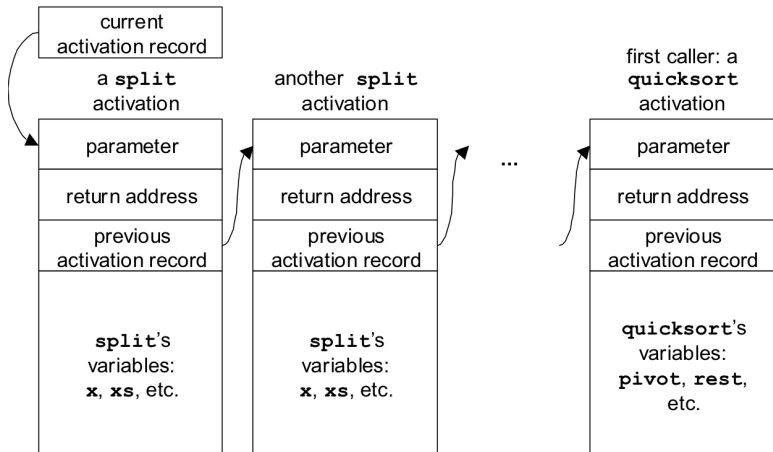 current
activation record
a split
activation
another split
activation
first caller: a
quicksort
activation
parameter
return address
previous
activation record
split's
variables:
x, xs, etc.
parameter
return address
previous
activation record
split's
variables:
x, xs, etc.
...
parameter
return address
previous
activation record
quicksort's
variables:
pivot, rest,
etc.